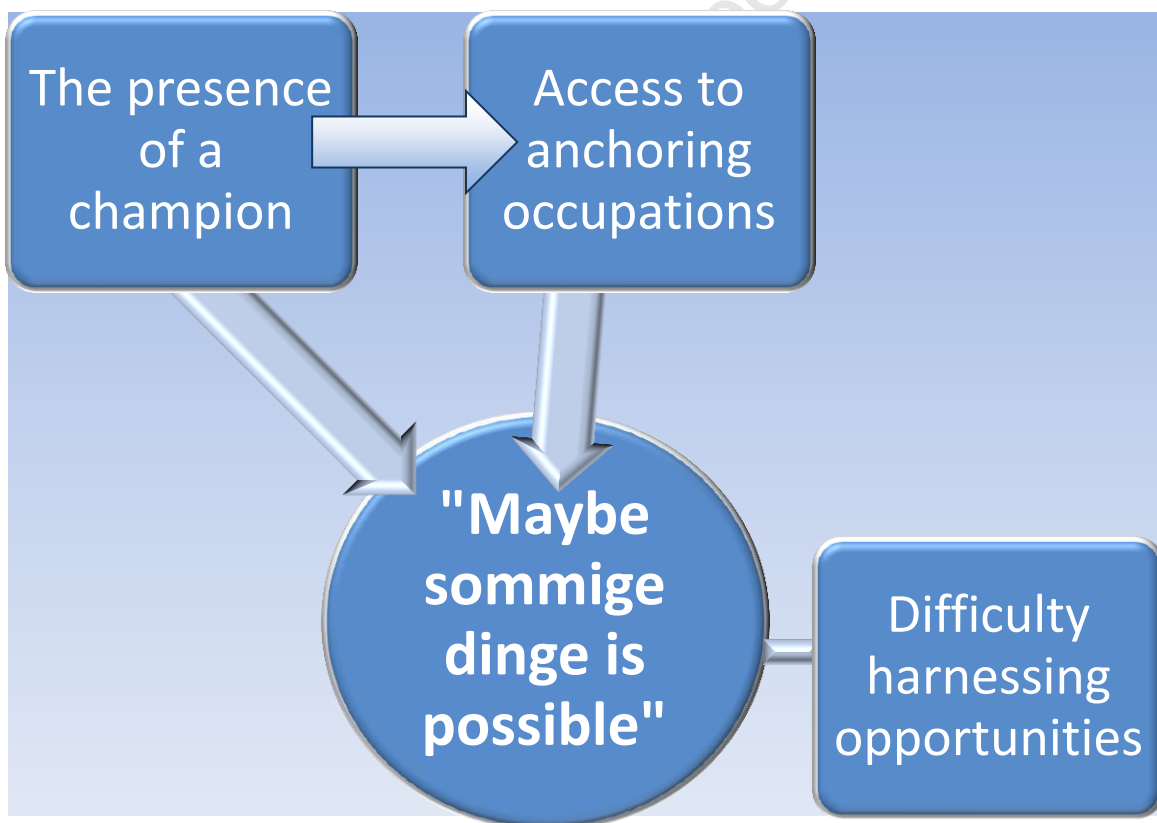 The presence
of a
champion
Access to
anchoring
occupations
"Maybe
sommige
dinge is
possible"
Difficulty
harnessing
opportunities